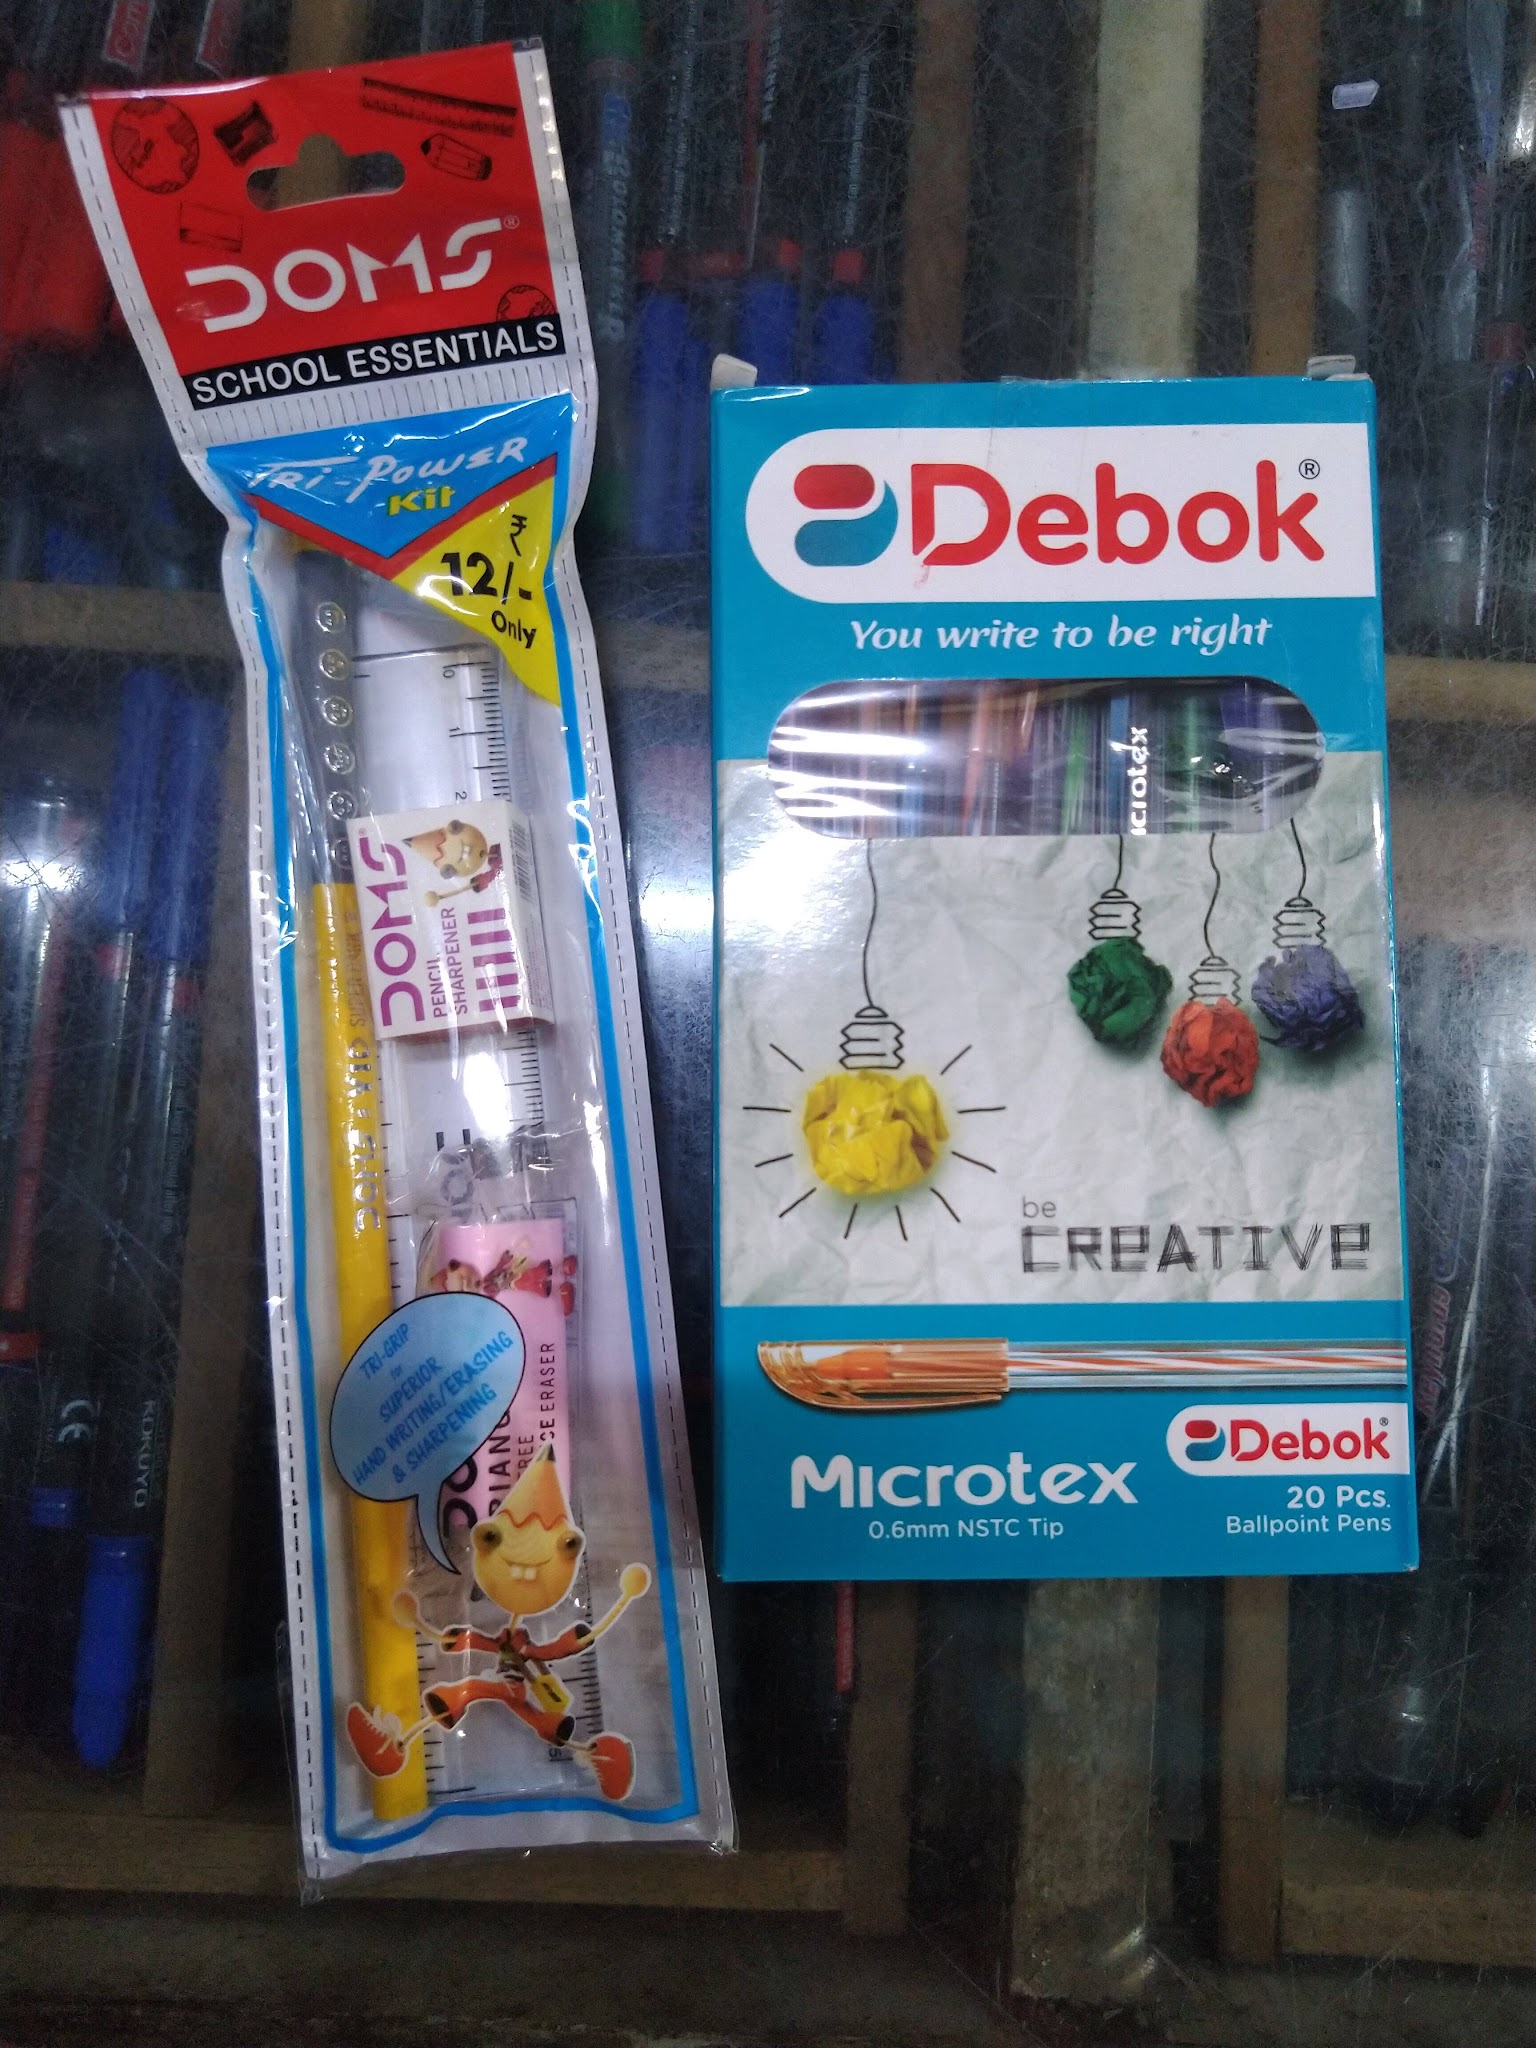 DOMS®
SCHOOL ESSENTIALS
TRI-POWER
Kit
₹
12/-
Only
DOMS
PENCIL
SHARPENER
TRI-GRIP
for
SUPERIOR
HAND WRITING/ERASING
& SHARPENING
ERASER
Debok®
You write to be right
be
CREATIVE
Microtex
0.6mm NSTC Tip
Debok®
20 Pcs.
Ballpoint Pens
KOKUYO
CE